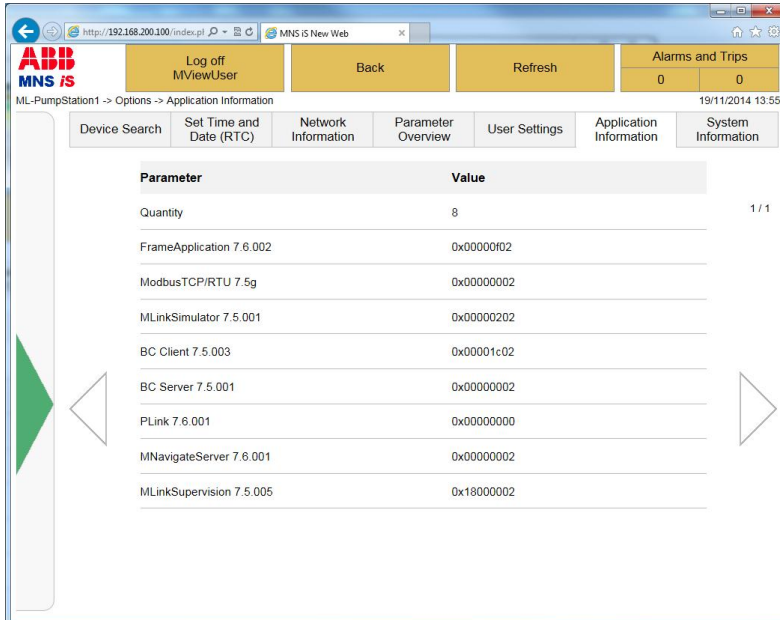 http://192.168.200.100/index.pl
MNS iS New Web
ABB
MNS iS
Log off
MViewUser
Back
Refresh
Alarms and Trips
0 0
ML-PumpStation1 -> Options -> Application Information
19/11/2014 13:55
Device Search
Set Time and
Date (RTC)
Network
Information
Parameter
Overview
User Settings
Application
Information
System
Information
Parameter Value
Quantity 8
1 / 1
FrameApplication 7.6.002 0x00000f02
ModbusTCP/RTU 7.5g 0x00000002
MLinkSimulator 7.5.001 0x00000202
BC Client 7.5.003 0x00001c02
BC Server 7.5.001 0x00000002
PLink 7.6.001 0x00000000
MNavigateServer 7.6.001 0x00000002
MLinkSupervision 7.5.005 0x18000002